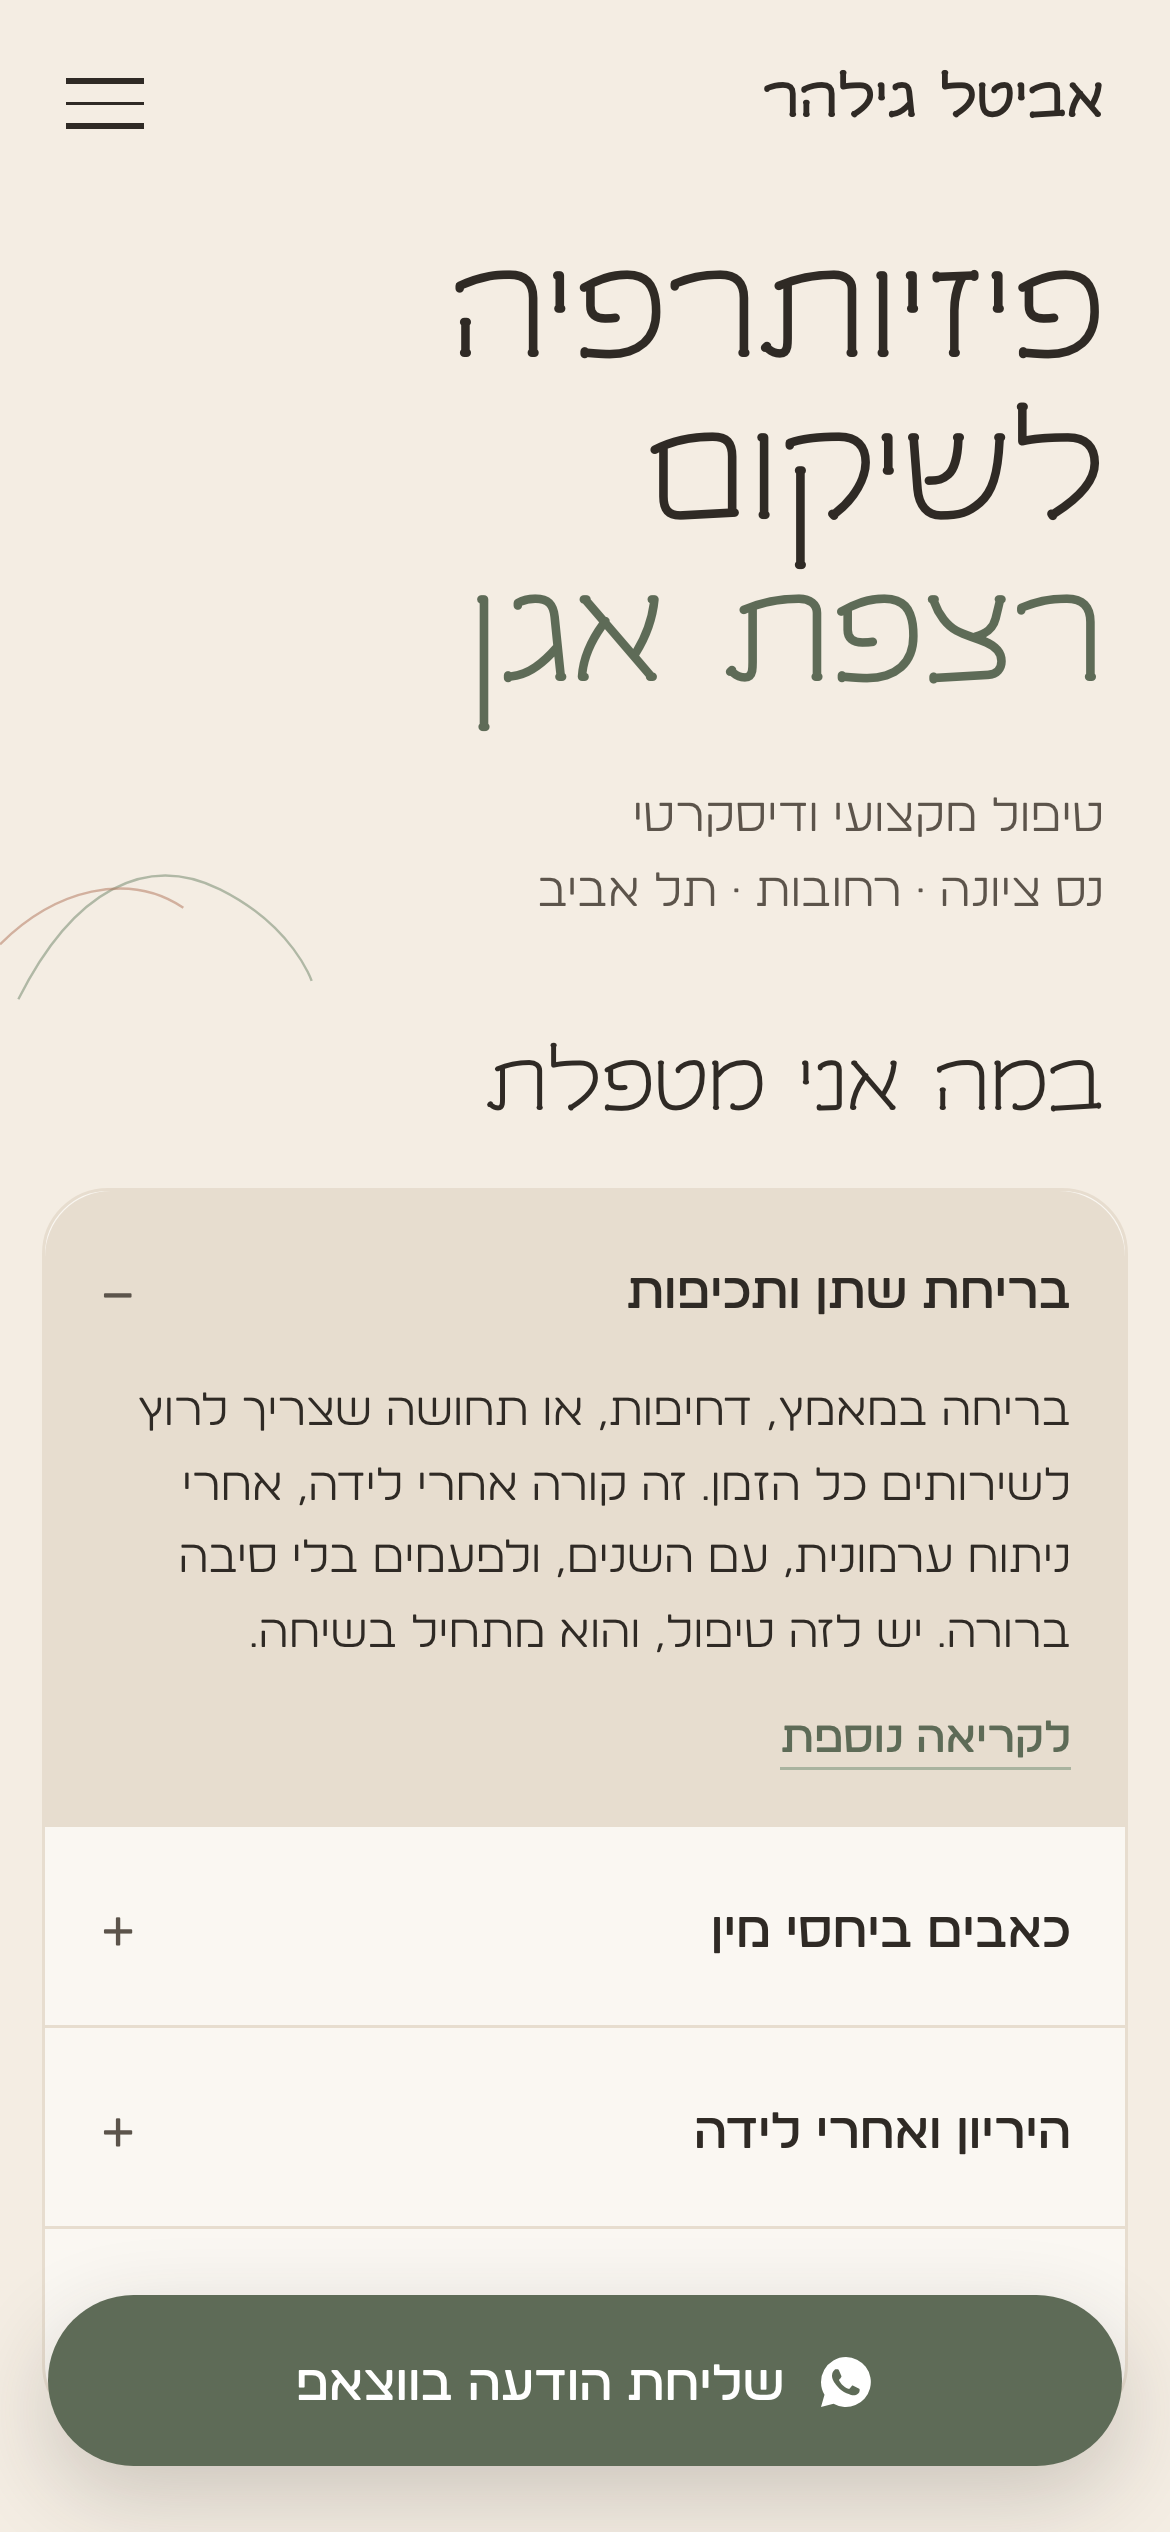 אביטל גילהר
פיזיותרפיה
לשיקום
רצפת אגן
טיפול מקצועי ודיסקרטי
נס ציונה · רחובות · תל אביב
במה אני מטפלת
בריחת שתן ותכיפות
בריחה במאמץ, דחיפות, או תחושה שצריך לרוץ
לשירותים כל הזמן. זה קורה אחרי לידה, אחרי
ניתוח ערמונית, עם השנים, ולפעמים בלי סיבה
ברורה. יש לזה טיפול, והוא מתחיל בשיחה.
לקריאה נוספת
כאבים ביחסי מין
היריון ואחרי לידה
שליחת הודעה בווצאפ